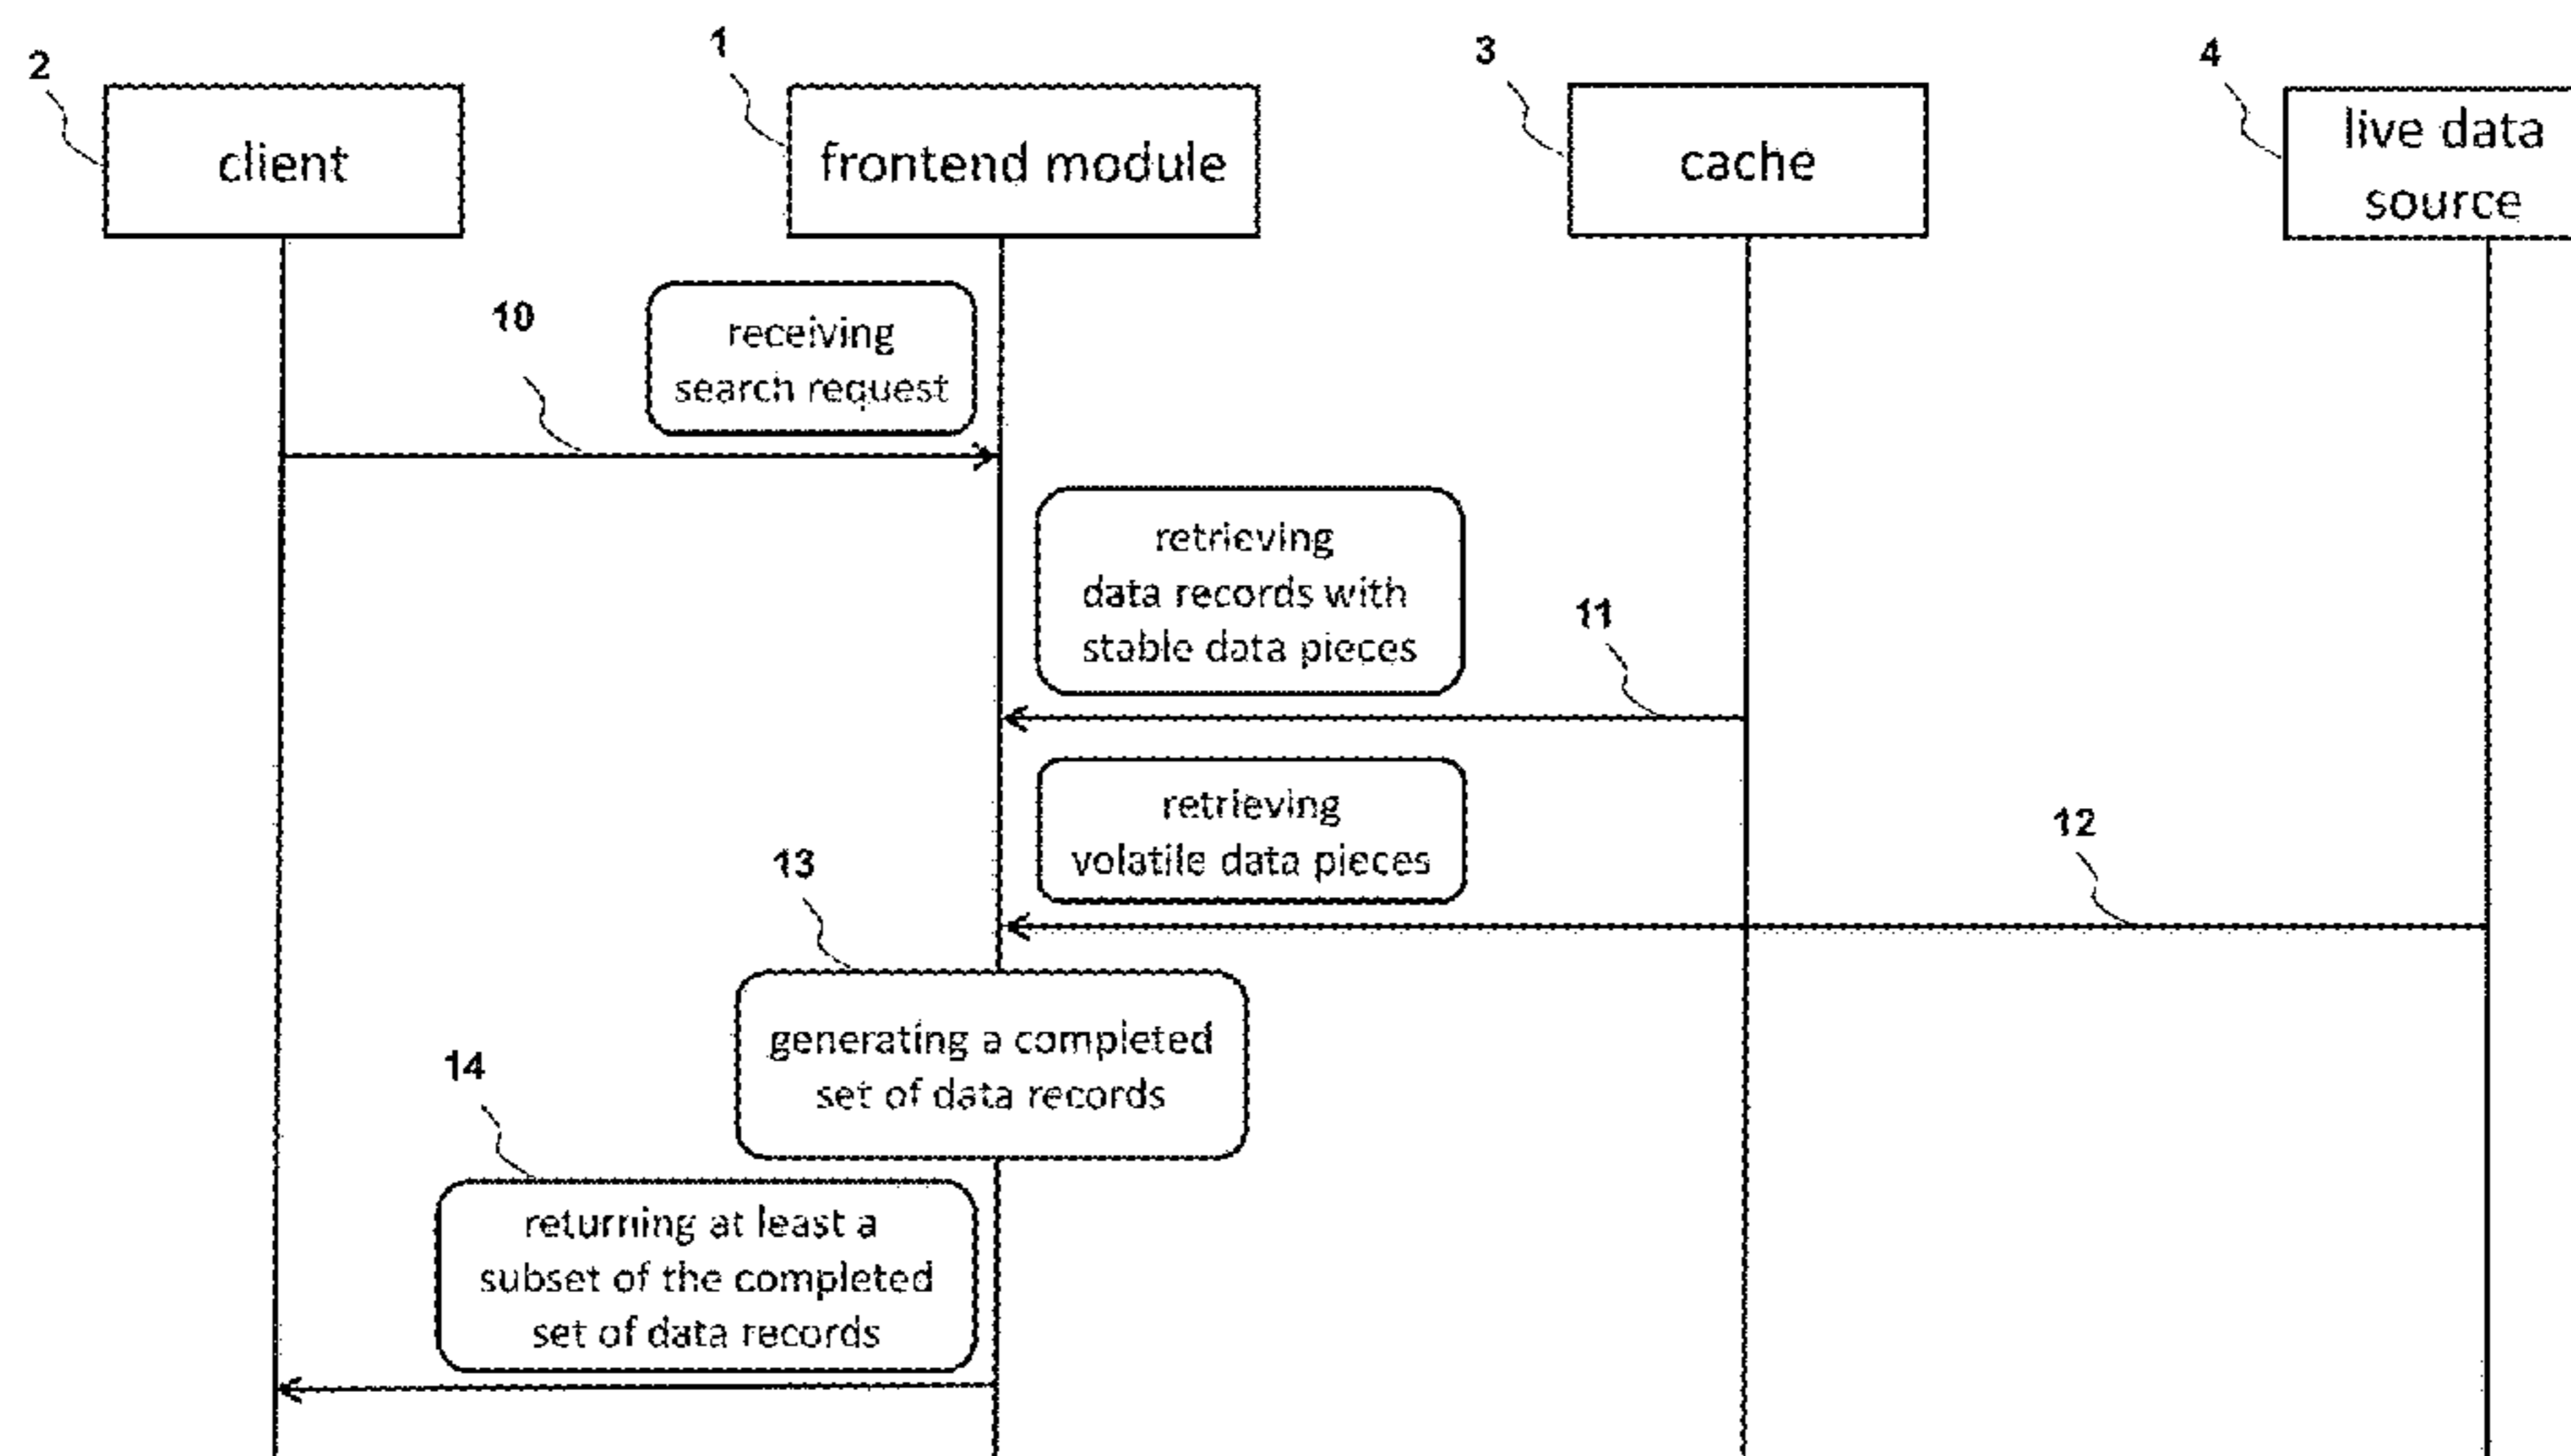 2
1
3
4
client
frontend module
cache
live data
source
10
receiving
search request
retrieving
data records with
stable data pieces
11
retrieving
volatile data pieces
12
13
generating a completed
set of data records
14
returning at least a
subset of the completed
set of data records